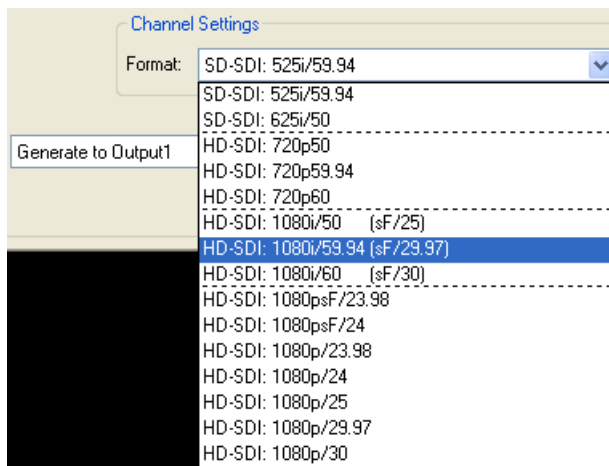 Channel Settings
Format: SD-SDI: 525i/59.94
SD-SDI: 525i/59.94
SD-SDI: 625i/50
Generate to Output1
HD-SDI: 720p50
HD-SDI: 720p59.94
HD-SDI: 720p60
HD-SDI: 1080i/50 (sF/25)
HD-SDI: 1080i/59.94 (sF/29.97)
HD-SDI: 1080i/60 (sF/30)
HD-SDI: 1080psF/23.98
HD-SDI: 1080psF/24
HD-SDI: 1080p/23.98
HD-SDI: 1080p/24
HD-SDI: 1080p/25
HD-SDI: 1080p/29.97
HD-SDI: 1080p/30